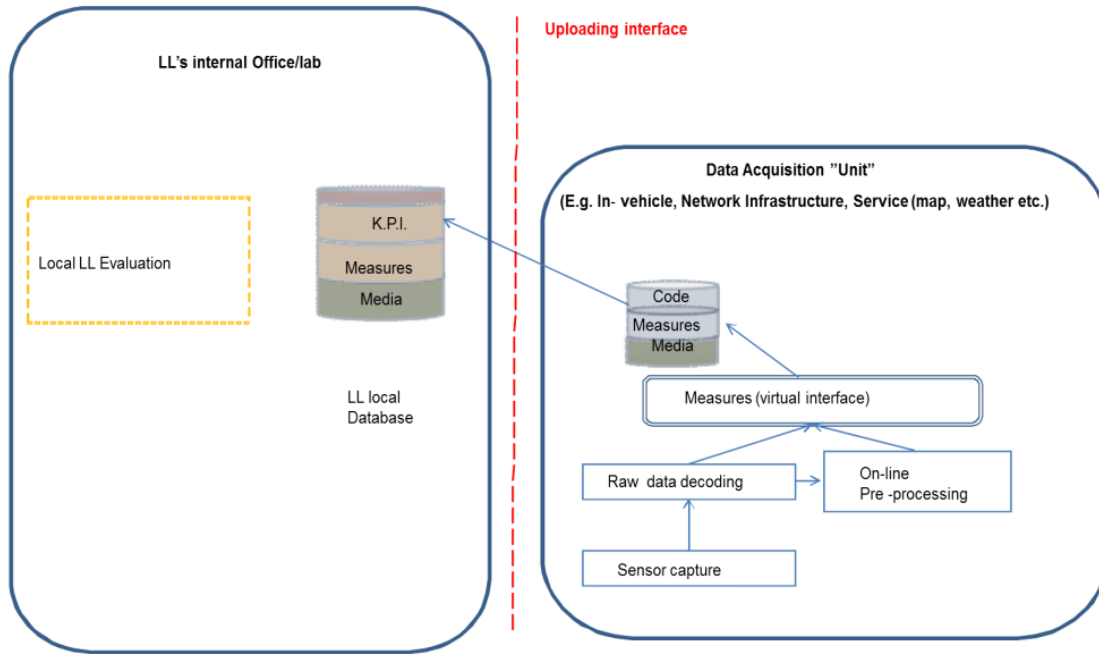 Uploading interface
LL's internal Office/lab
Data Acquisition ”Unit”
(E.g. In- vehicle, Network Infrastructure, Service (map, weather etc.)
K.P.I.
Measures
Media
Local LL Evaluation
LL local
Database
Code
Measures
Media
Measures (virtual interface)
Raw data decoding
On-line
Pre -processing
Sensor capture